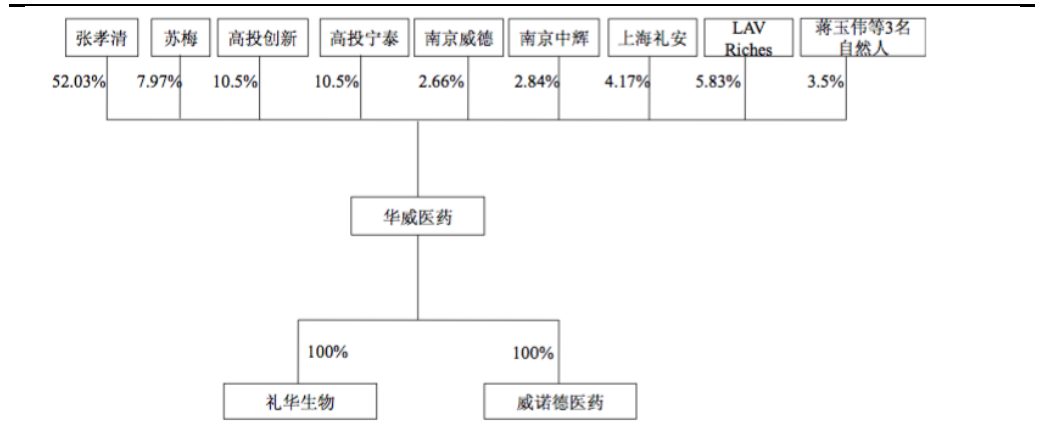 张孝清
苏梅
高投创新
高投宁泰
南京威德
南京中辉
上海礼安
LAV
Riches
蒋玉伟等3名
自然人
52.03%
7.97%
10.5%
10.5%
2.66%
2.84%
4.17%
5.83%
3.5%
华威医药
100%
100%
礼华生物
威诺德医药